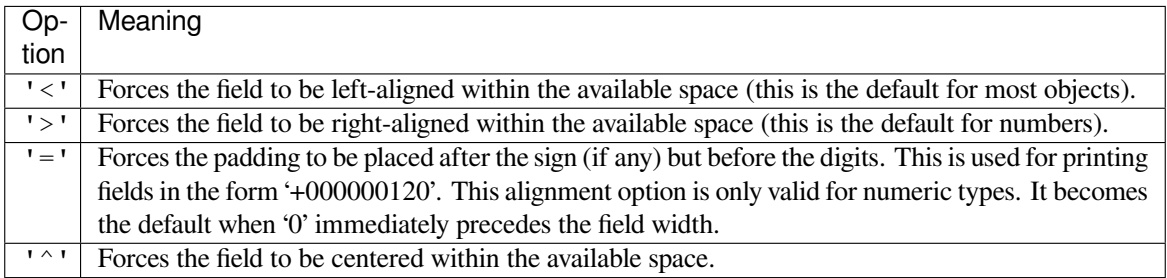 Op- Meaning
tion
'<' Forces the field to be left-aligned within the available space (this is the default for most objects).
'>' Forces the field to be right-aligned within the available space (this is the default for numbers).
'=' Forces the padding to be placed after the sign (if any) but before the digits. This is used for printing
fields in the form ‘+000000120’. This alignment option is only valid for numeric types. It becomes
the default when ‘0’ immediately precedes the field width.
'^' Forces the field to be centered within the available space.